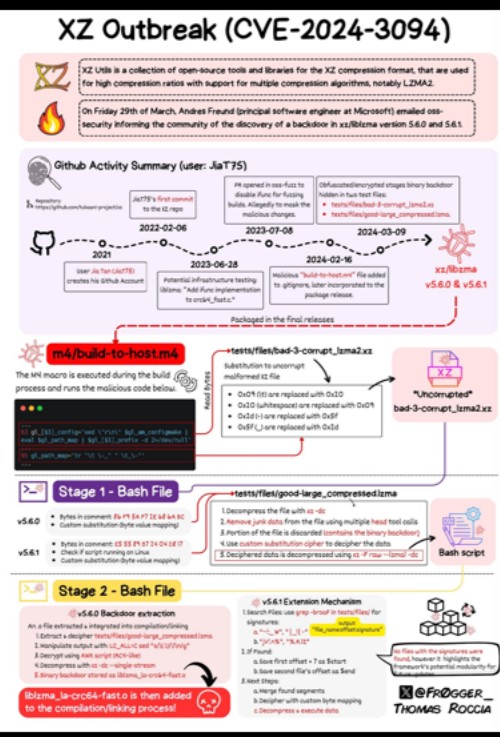 XZ Outbreak (CVE-2024-3094)
XZ
XZ Utils is a collection of open-source tools and libraries for the XZ compression format, that are used
for high compression ratios with support for multiple compression algorithms, notably LZMA2.
On Friday 29th of March, Andres Freund (principal software engineer at Microsoft) emailed oss-
security informing the community of the discovery of a backdoor in xz/liblzma version 5.6.0 and 5.6.1.
Github Activity Summary (user: JiaT75)
Repository
JiaT75's first commit
to the XZ repo
PR opened in oss-fuzz to
disable ifunc for fuzzing
builds. Allegedly to mask the
malicious changes.
Obfuscated/encrypted stages binary backdoor
hidden in two test files:
tests/files/bad-3-corrupt_lzma2.xz
tests/files/good-large_compressed.lzma
2022-02-06
2023-07-08
2024-03-09
2021
2023-06-28
2024-02-16
User Jia Tan (JiaT75)
creates his Github Account
Potential infrastructure testing
liblzma: "Add ifunc implementation
to crc64_fast.c"
Malicious "build-to-host.m4" file added
to .gitignore, later incorporated to the
package release.
xz/liblzma
v5.6.0 & v5.6.1
Packaged in the final releases
m4/build-to-host.m4
The M4 macro is executed during the build
process and runs the malicious code below.
Read Bytes
tests/files/bad-3-corrupt_lzma2.xz
Substitution to uncorrupt
malformed XZ file
0x09 (\t) are replaced with 0x20
0x20 (whitespace) are replaced with 0x09
0x2d (-) are replaced with 0x5f
0x5f (_) are replaced with 0x2d
XZ
"Uncorrupted"
bad-3-corrupt_lzma2.xz
Stage 1 - Bash File
v5.6.0
Bytes in comment:
Custom substitution (byte value mapping)
v5.6.1
Bytes in comment:
Check if script running on Linux
Custom substitution (byte value mapping)
tests/files/good-large_compressed.lzma
1.Decompress the file with xz -dc
2.Remove junk data from the file using multiple head tool calls
3.Portion of the file is discarded (contains the binary backdoor)
4.Use custom substitution cipher to decipher the data
5.Deciphered data is decompressed using xz -F raw --lzma1 -dc
Bash script
Stage 2 - Bash File
v5.6.0 Backdoor extraction
An .o file extracted & integrated into compilation/linking
1.Extract & decipher tests/files/good-large_compressed.lzma
2.Manipulate output with
3.Decrypt using AWK script (RC4-like)
4.Decompress with xz -dc --single-stream
5.Binary backdoor stored as liblzma_la-crc64-fast.o
liblzma_la-crc64-fast.o is then added
to the compilation/linking process!
v5.6.1 Extension Mechanism
1.Search Files: use grep -broaF in tests/files/ for
signatures:
output
"file_name:offset:signature"
2.If Found:
a.Save first offset + 7 as $start
b.Save second file's offset as $end
3.Next Steps:
a.Merge found segments
b.Decipher with custom byte mapping
c.Decompress & execute data.
No files with the signatures were
found, however it highlights the
framework's potential modularity for
future updates.
@FR0GGER_
THOMAS ROCCIA